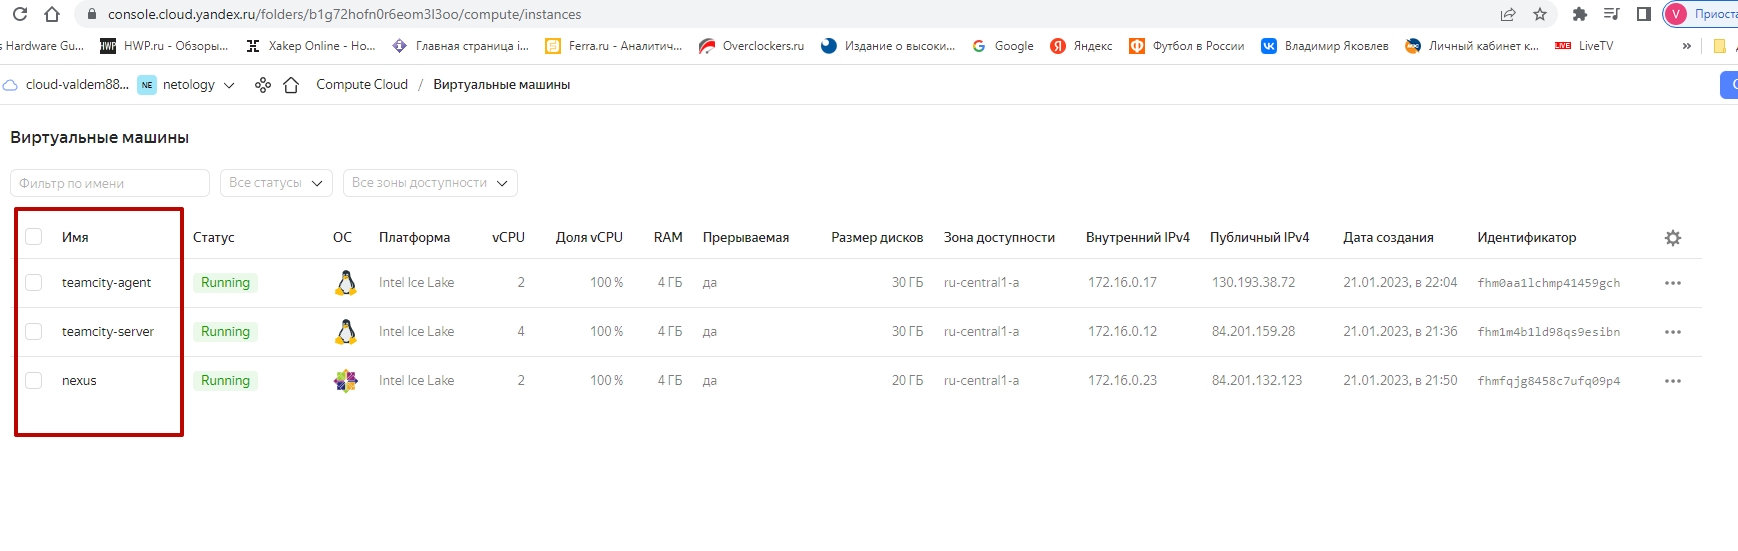 console.cloud.yandex.ru/folders/b1g72hofn0r6eom3l3oo/compute/instances
V Приоста
s Hardware Gu... HWP HWP.ru - Обзоры... Хакер Online - Но... Главная страница i... Ferra.ru - Аналитич... Overclockers.ru Издание о высоки... Google Яндекс Футбол в России Владимир Яковлев Личный кабинет к... LIVE LiveTV »
cloud-valdem88... NE netology Compute Cloud / Виртуальные машины
Виртуальные машины
Фильтр по имени Все статусы Все зоны доступности
Имя Статус ОС Платформа vCPU Доля vCPU RAM Прерываемая Размер дисков Зона доступности Внутренний IPv4 Публичный IPv4 Дата создания Идентификатор
teamcity-agent Running Intel Ice Lake 2 100 % 4 ГБ да 30 ГБ ru-central1-a 172.16.0.17 130.193.38.72 21.01.2023, в 22:04 fhm0aa1lchmp41459gch
teamcity-server Running Intel Ice Lake 4 100 % 4 ГБ да 30 ГБ ru-central1-a 172.16.0.12 84.201.159.28 21.01.2023, в 21:36 fhm1m4b1ld98qs9esibn
nexus Running Intel Ice Lake 2 100 % 4 ГБ да 20 ГБ ru-central1-a 172.16.0.23 84.201.132.123 21.01.2023, в 21:50 fhmfqjg8458c7ufq09p4